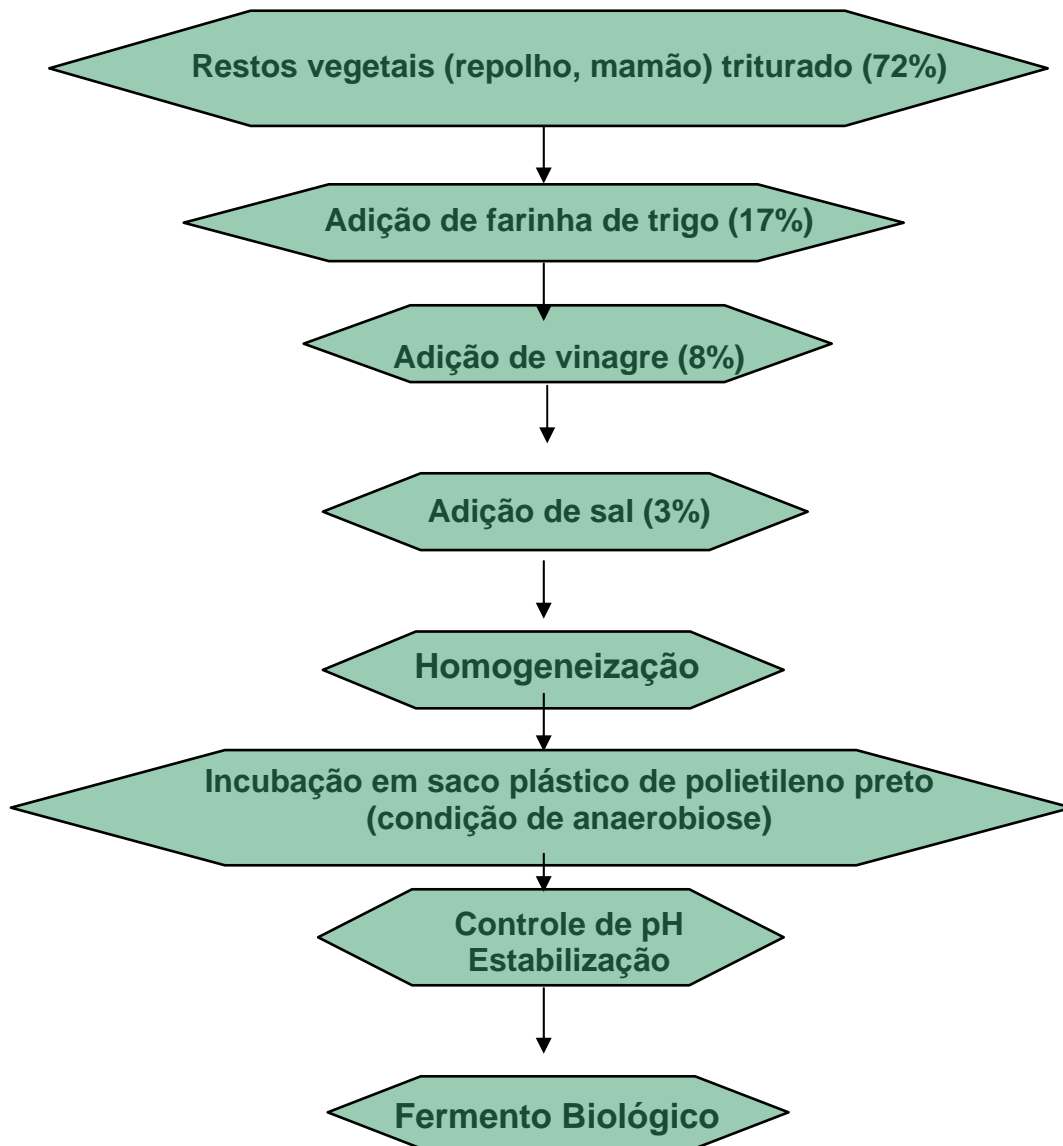 Restos vegetais (repolho, mamão) triturado (72%)
Adição de farinha de trigo (17%)
Adição de vinagre (8%)
Adição de sal (3%)
Homogeneização
Incubação em saco plástico de polietileno preto
(condição de anaerobiose)
Controle de pH
Estabilização
Fermento Biológico